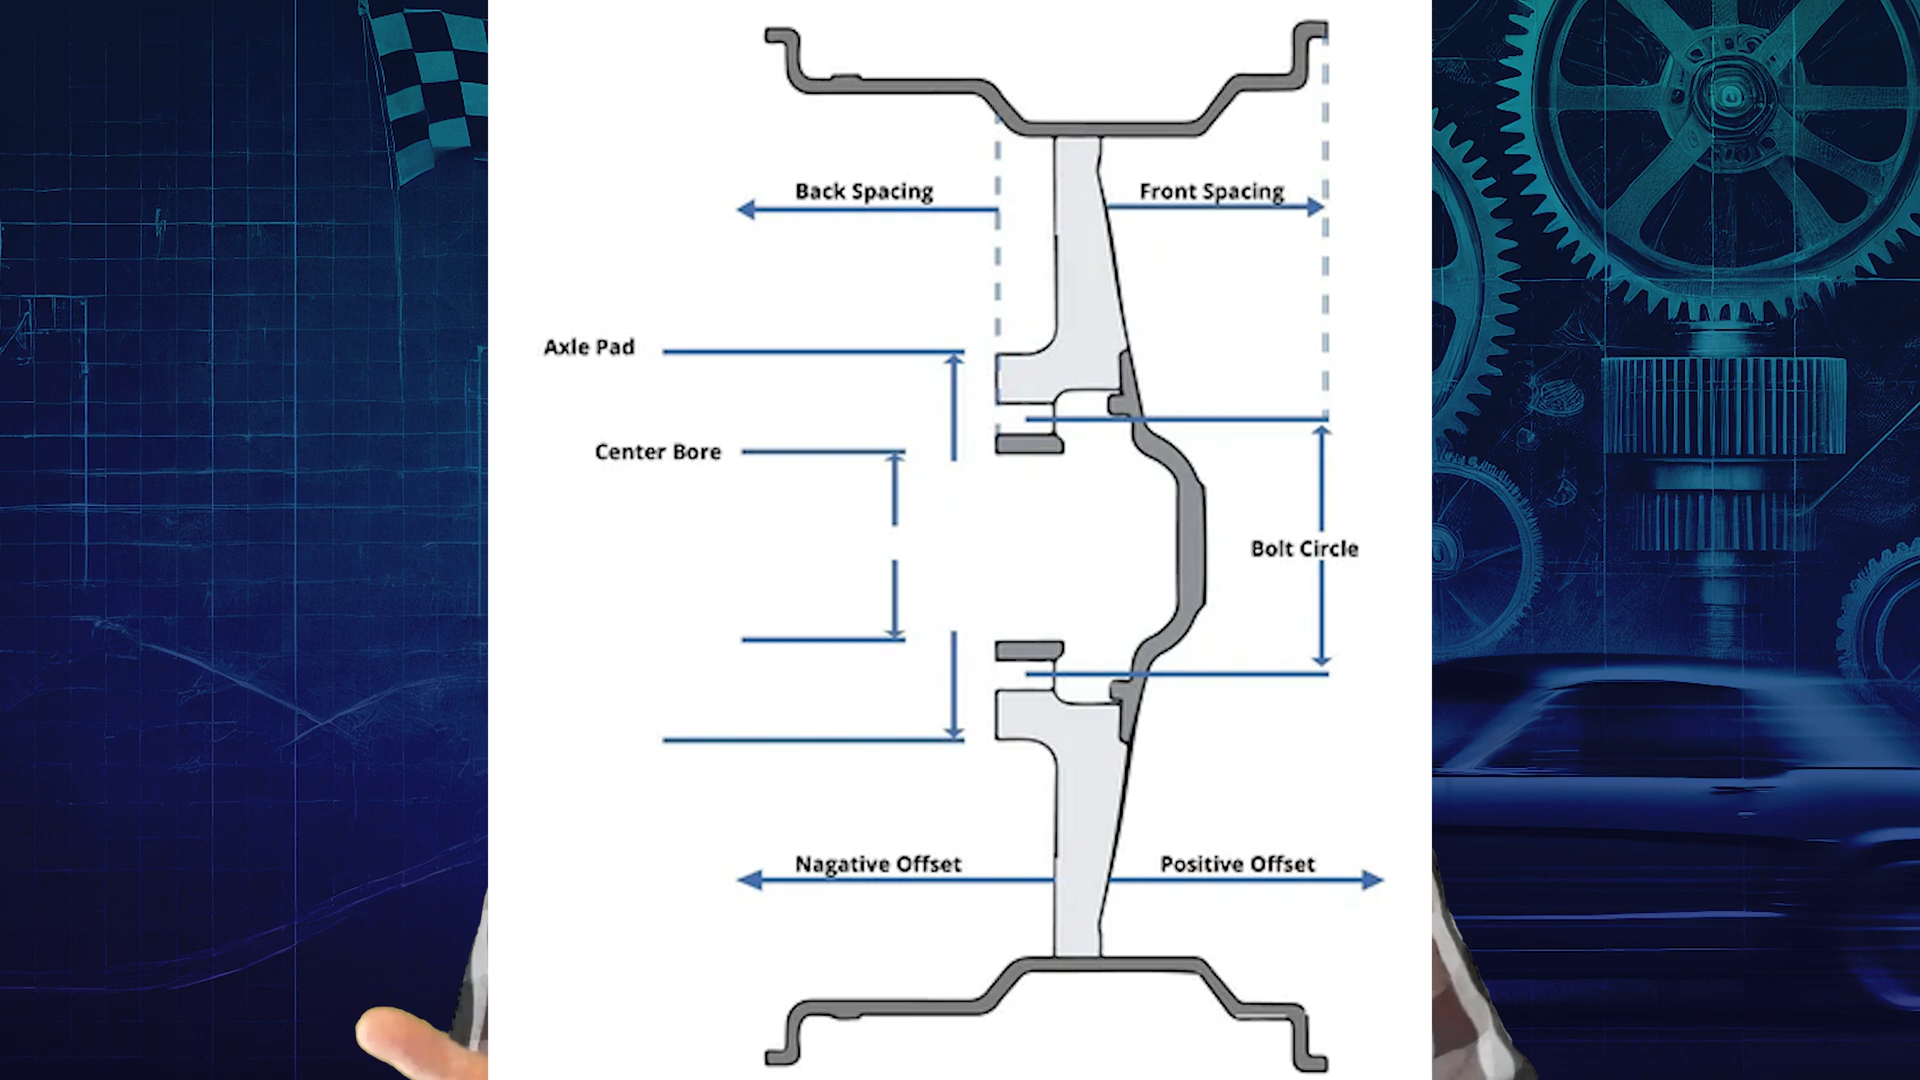 Back Spacing
Front Spacing
Axle Pad
Center Bore
Bolt Circle
Nagative Offset
Positive Offset